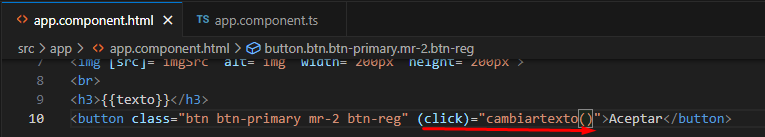 app.component.html ✕ TS app.component.ts
src > app > app.component.html > button.btn.btn-primary.mr-2.btn-reg
7 <img [src]="imgSrc" alt="img" width="200px" height="200px">
8 <br>
9 <h3>{{texto}}</h3>
10 <button class="btn btn-primary mr-2 btn-reg" (click)="cambiartexto()">Aceptar</button>